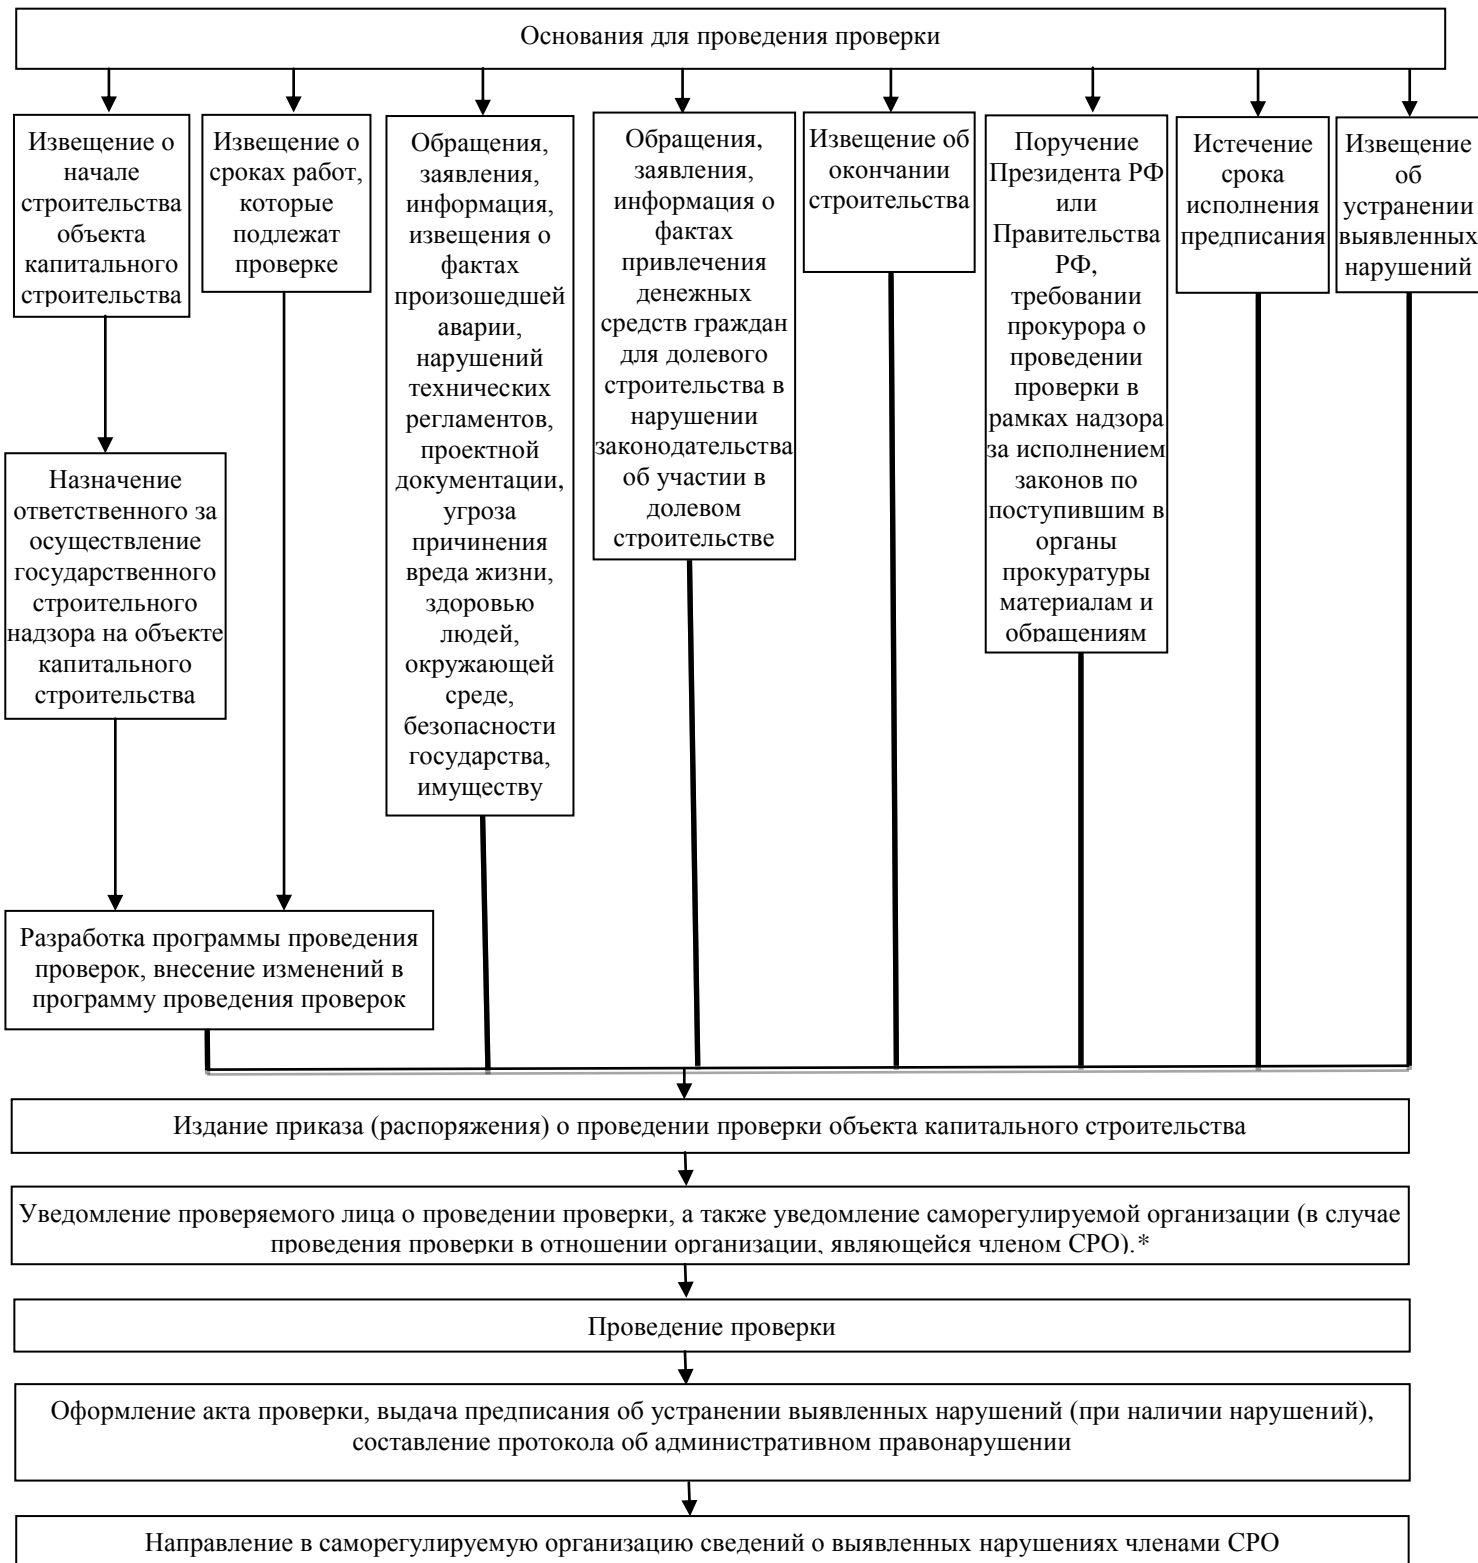 Основания для проведения проверки
Извещение о
начале
строительства
объекта
капитального
строительства
Извещение о
сроках работ,
которые
подлежат
проверке
Обращения,
заявления,
информация,
извещения о
фактах
произошедшей
аварии,
нарушений
технических
регламентов,
проектной
документации,
угроза
причинения
вреда жизни,
здоровью
людей,
окружающей
среде,
безопасности
государства,
имуществу
Обращения,
заявления,
информация о
фактах
привлечения
денежных
средств граждан
для долевого
строительства в
нарушении
законодательства
об участии в
долевом
строительстве
Извещение об
окончании
строительства
Поручение
Президента РФ
или
Правительства
РФ,
требовании
прокурора о
проведении
проверки в
рамках надзора
за исполнением
законов по
поступившим в
органы
прокуратуры
материалам и
обращениям
Истечение
срока
исполнения
предписания
Извещение
об
устранении
выявленных
нарушений
Назначение
ответственного за
осуществление
государственного
строительного
надзора на объекте
капитального
строительства
Разработка программы проведения
проверок, внесение изменений в
программу проведения проверок
Издание приказа (распоряжения) о проведении проверки объекта капитального строительства
Уведомление проверяемого лица о проведении проверки, а также уведомление саморегулируемой организации (в случае
проведения проверки в отношении организации, являющейся членом СРО).*
Проведение проверки
Оформление акта проверки, выдача предписания об устранении выявленных нарушений (при наличии нарушений),
составление протокола об административном правонарушении
Направление в саморегулируемую организацию сведений о выявленных нарушениях членами СРО